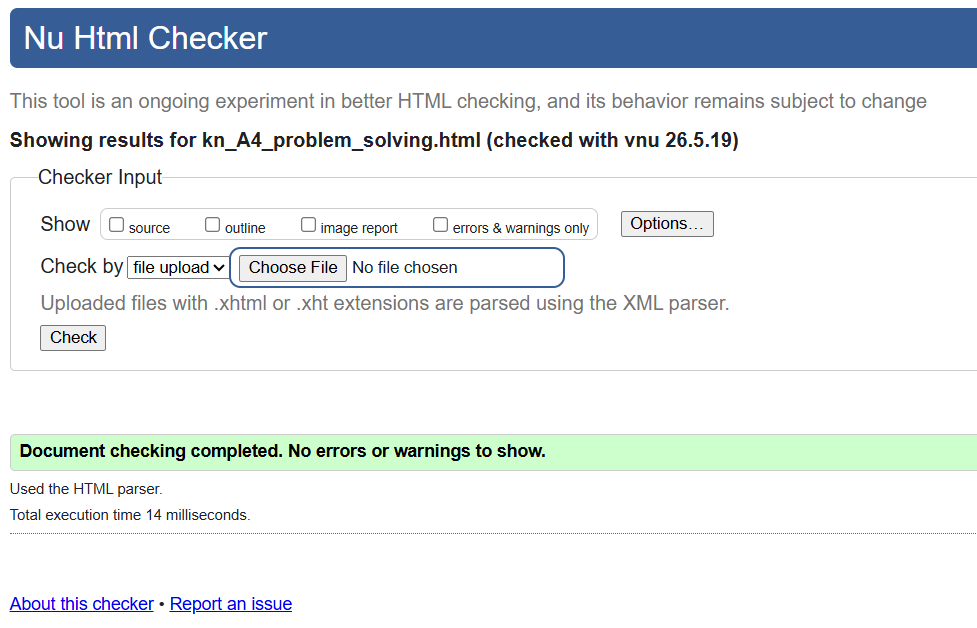 Nu Html Checker
This tool is an ongoing experiment in better HTML checking, and its behavior remains subject to change
Showing results for kn_A4_problem_solving.html (checked with vnu 26.5.19)
Checker Input
Show source outline image report errors & warnings only Options...
Check by file upload Choose File No file chosen
Uploaded files with .xhtml or .xht extensions are parsed using the XML parser.
Check
Document checking completed. No errors or warnings to show.
Used the HTML parser.
Total execution time 14 milliseconds.
About this checker • Report an issue